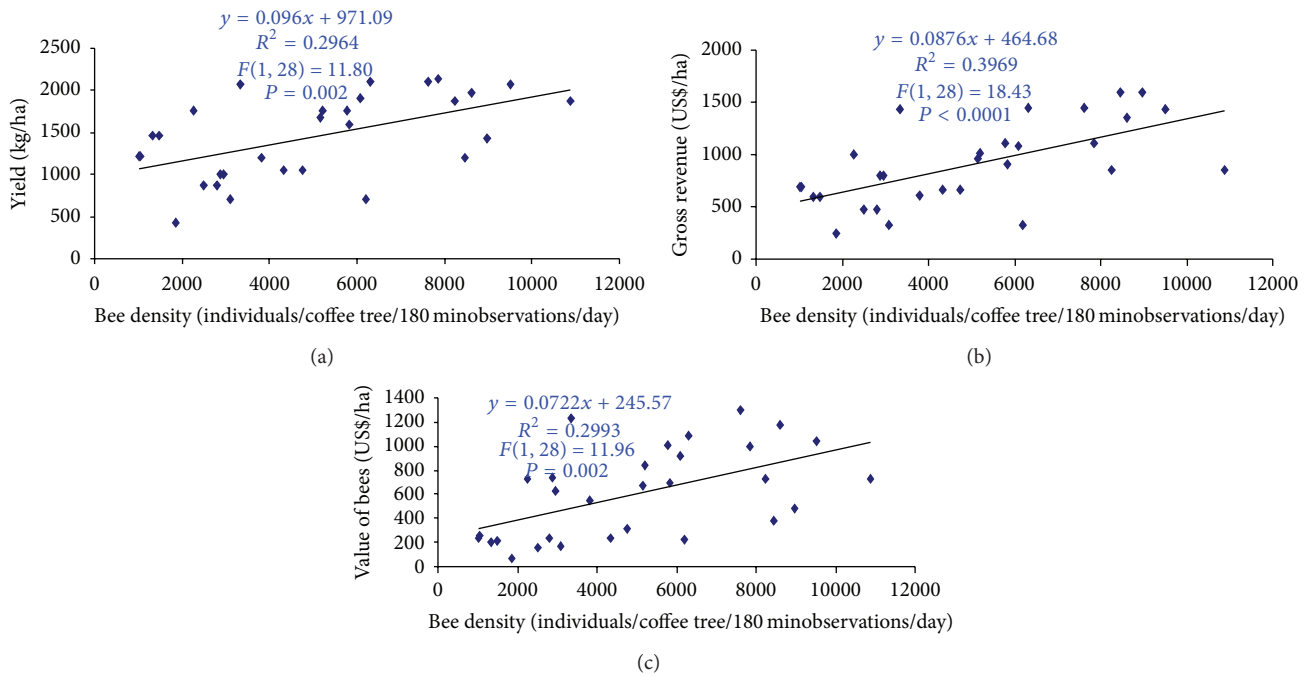 y = 0.096x + 971.09
R² = 0.2964
F(1, 28) = 11.80
P = 0.002
Yield (kg/ha)
2500
2000
1500
1000
500
0
0 2000 4000 6000 8000 10000 12000
Bee density (individuals/coffee tree/180 minobservations/day)
(a)
y = 0.0876x + 464.68
R² = 0.3969
F(1, 28) = 18.43
P < 0.0001
Gross revenue (US$/ha)
2000
1500
1000
500
0
0 2000 4000 6000 8000 10000 12000
Bee density (individuals/coffee tree/180 minobservations/day)
(b)
y = 0.0722x + 245.57
R² = 0.2993
F(1, 28) = 11.96
P = 0.002
Value of bees (US$/ha)
1400
1200
1000
800
600
400
200
0
0 2000 4000 6000 8000 10000 12000
Bee density (individuals/coffee tree/180 minobservations/day)
(c)